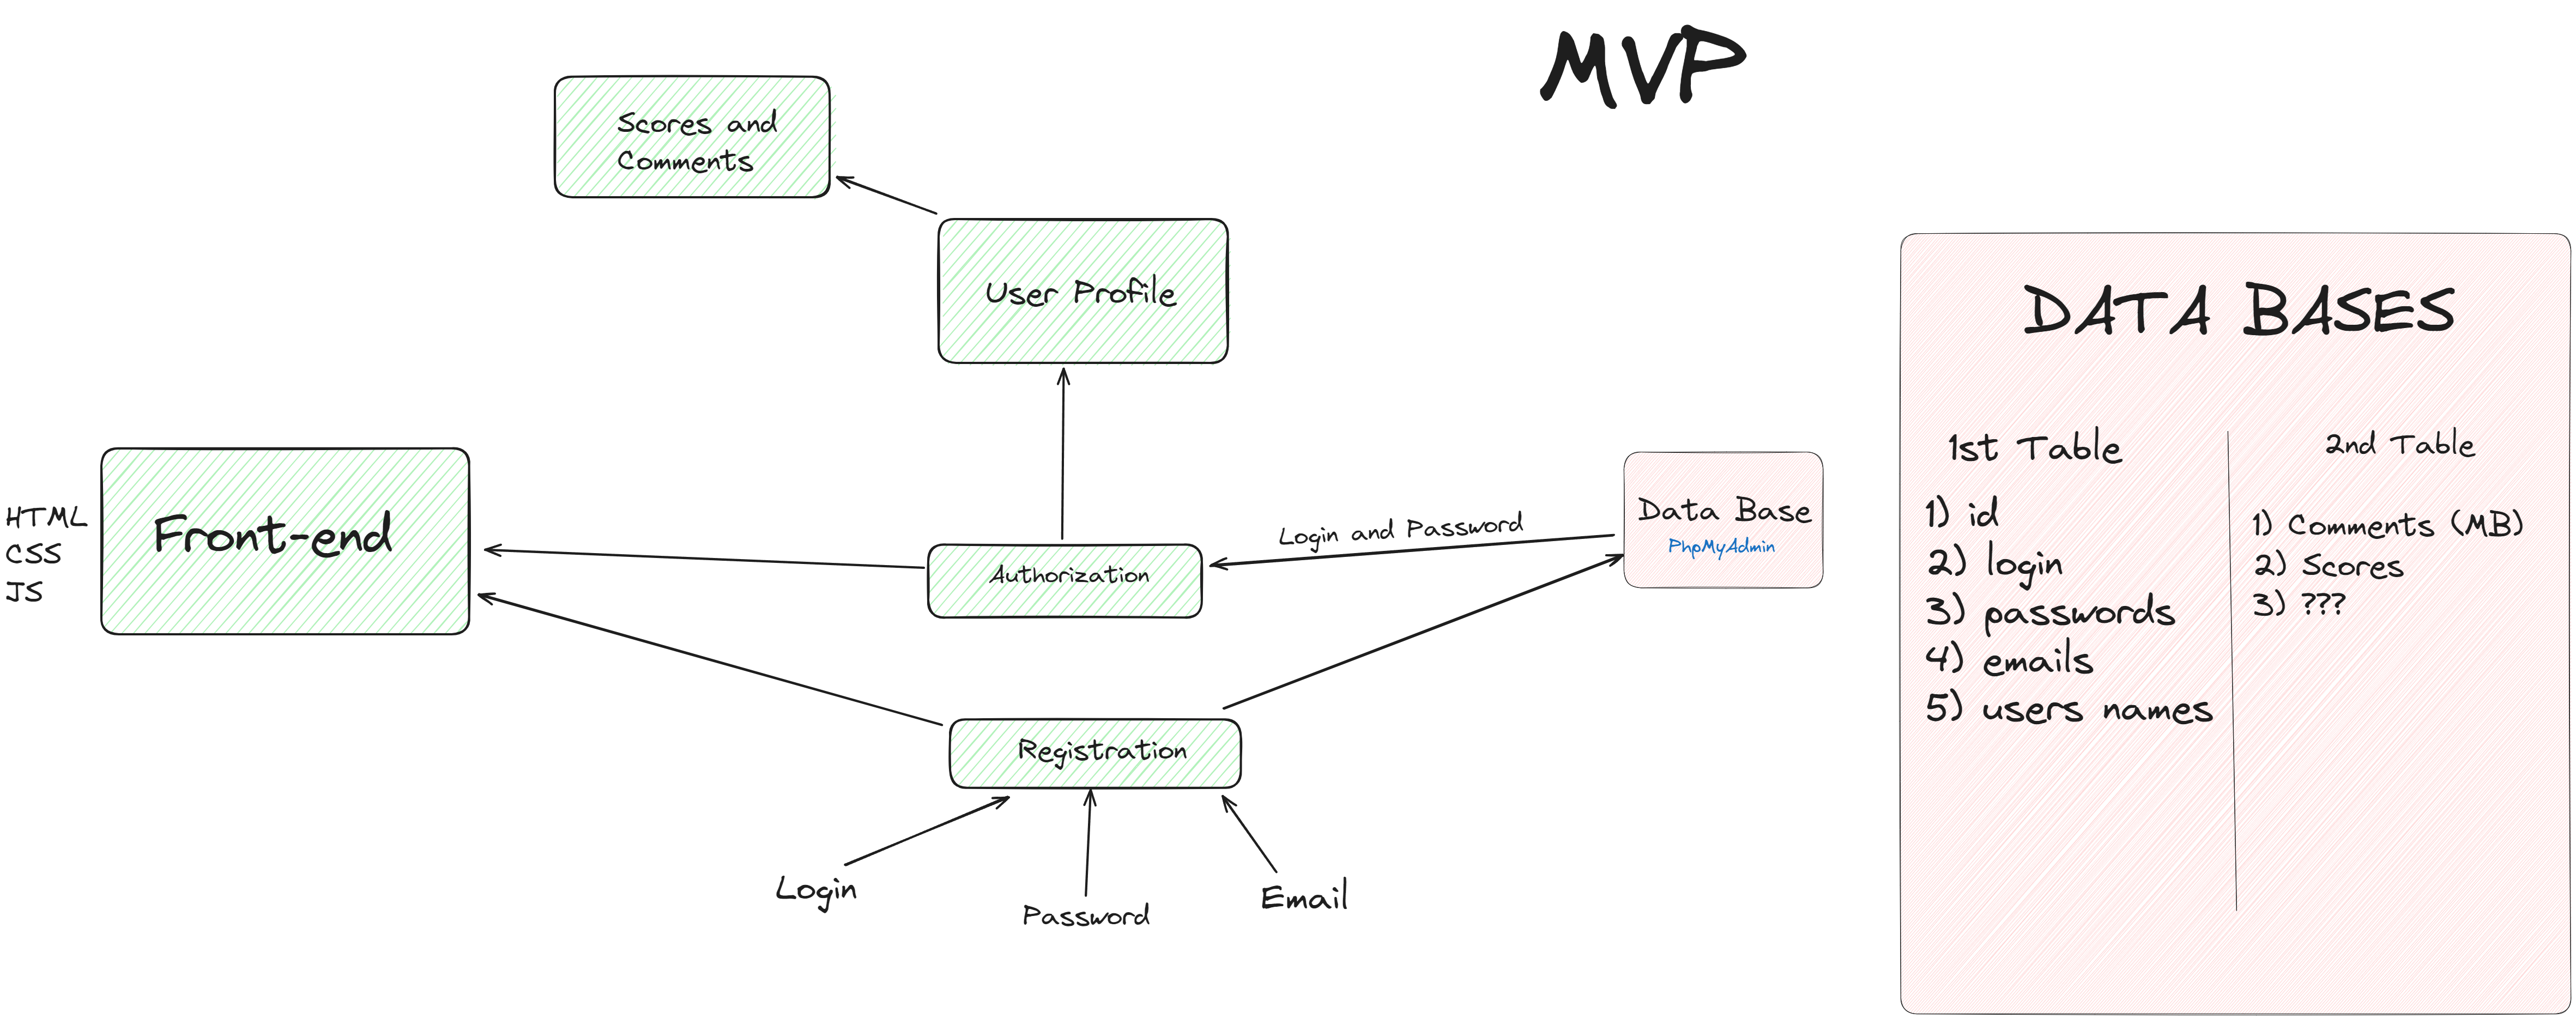 MVP
Scores and
Comments
User Profile
HTML
CSS
JS
Front-end
Authorization
Login and Password
Data Base
PhpMyAdmin
Registration
Login
Password
Email
DATA BASES
1st Table
1) id
2) login
3) passwords
4) emails
5) users names
2nd Table
1) Comments (MB)
2) Scores
3) ???